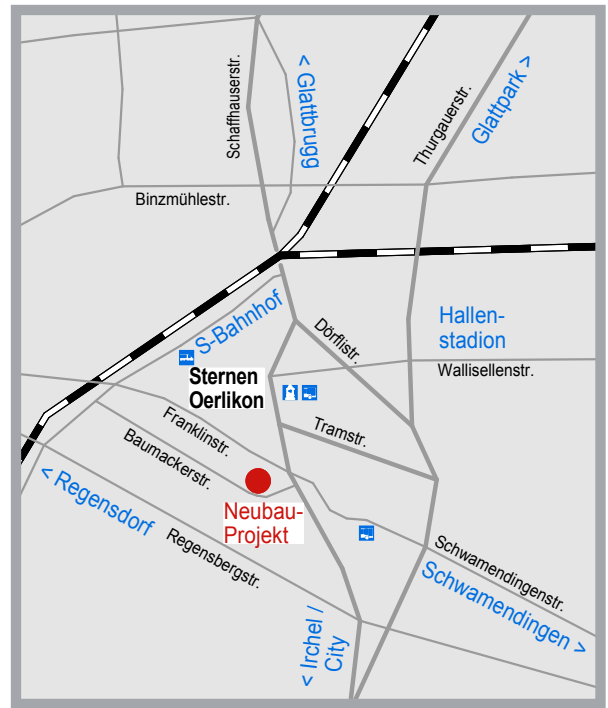 Schaffhauserstr.
< Glattbrugg
Thurgauerstr.
Glattpark >
Binzmühlestr.
S-Bahnhof
Dörflistr.
Hallen-
stadion
Wallisellenstr.
Sternen
Oerlikon
Franklinstr.
Tramstr.
Baumackerstr.
Neubau-
Projekt
< Regensdorf
Regensbergstr.
Schwamendingenstr.
Schwamendingen >
< Irchel /
City